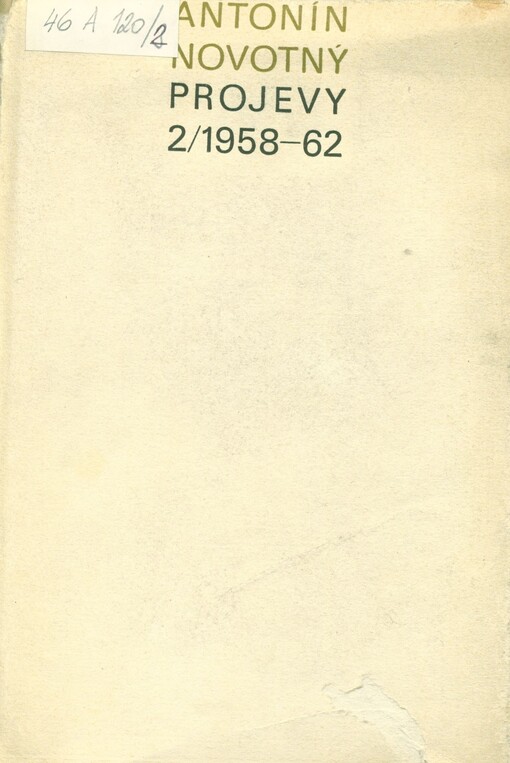 46 A 120/2
ANTONÍN
NOVOTNÝ
PROJEVY
2/1958—62